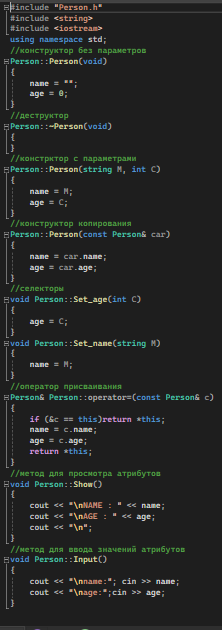 #include "Person.h"
#include <string>
#include <iostream>
using namespace std;
//конструктор без параметров
Person::Person(void)
{
name = "";
age = 0;
}
//деструктор
Person::~Person(void)
{
}
//констрктор с параметрами
Person::Person(string M, int C)
{
name = M;
age = C;
}
//конструктор копирования
Person::Person(const Person& car)
{
name = car.name;
age = car.age;
}
//селекторы
void Person::Set_age(int C)
{
age = C;
}
void Person::Set_name(string M)
{
name = M;
}
//оператор присваивания
Person& Person::operator=(const Person& c)
{
if (&c == this)return *this;
name = c.name;
age = c.age;
return *this;
}
//метод для просмотра атрибутов
void Person::Show()
{
cout << "\nNAME : " << name;
cout << "\nAGE : " << age;
cout << "\n";
}
//метод для ввода значений атрибутов
void Person::Input()
{
cout << "\nname:"; cin >> name;
cout << "\nage:";cin >> age;
}